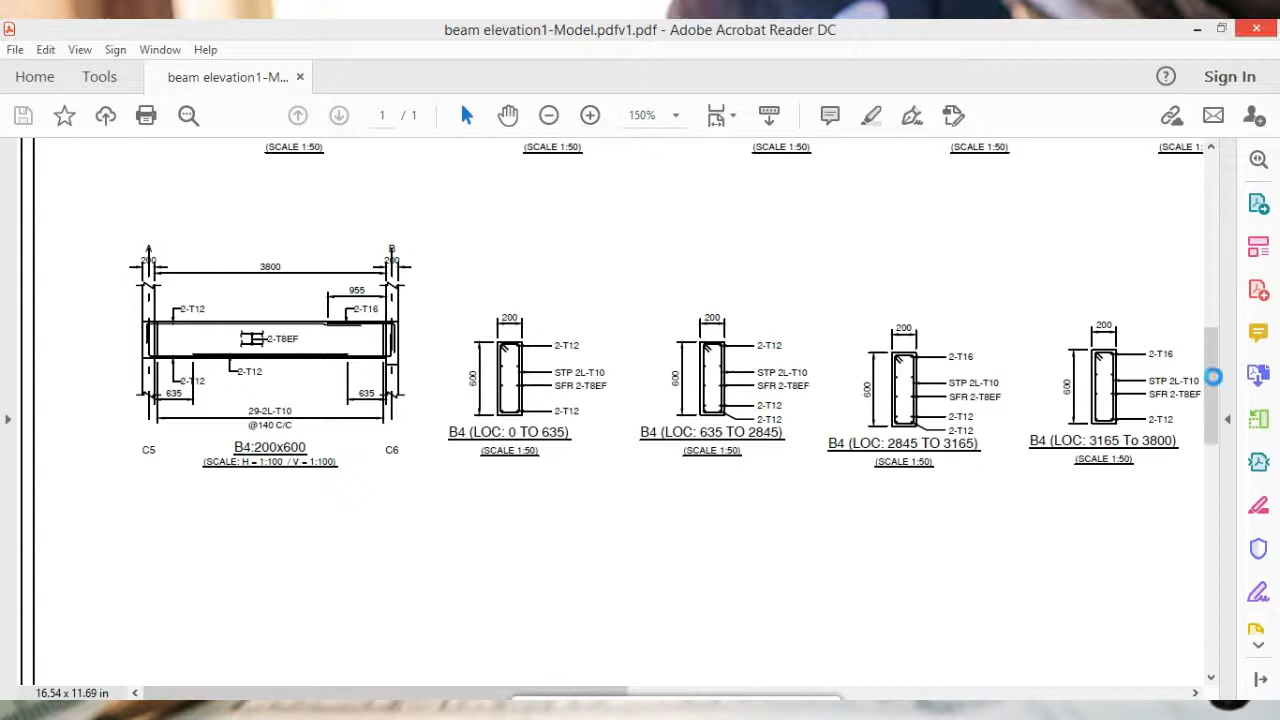 beam elevation1-Model.pdfv1.pdf - Adobe Acrobat Reader DC
File Edit View Sign Window Help
Home Tools beam elevation1-M... × Sign In
1 / 1 150%
(SCALE 1:50) (SCALE 1:50) (SCALE 1:50) (SCALE 1:50) (SCALE 1:
A B
200 200
3800
955
2-T12 2-T16
2-T8EF
2-T12 2-T12
635 635
29-2L-T10
@140 C/C
C5 C6
B4:200x600
(SCALE: H = 1:100 / V = 1:100)
200
600
2-T12
STP 2L-T10
SFR 2-T8EF
2-T12
B4 (LOC: 0 TO 635)
(SCALE 1:50)
200
600
2-T12
STP 2L-T10
SFR 2-T8EF
2-T12
2-T12
B4 (LOC: 635 TO 2845)
(SCALE 1:50)
200
600
2-T16
STP 2L-T10
SFR 2-T8EF
2-T12
2-T12
B4 (LOC: 2845 TO 3165)
(SCALE 1:50)
200
600
2-T16
STP 2L-T10
SFR 2-T8EF
2-T12
B4 (LOC: 3165 To 3800)
(SCALE 1:50)
16.54 x 11.69 in